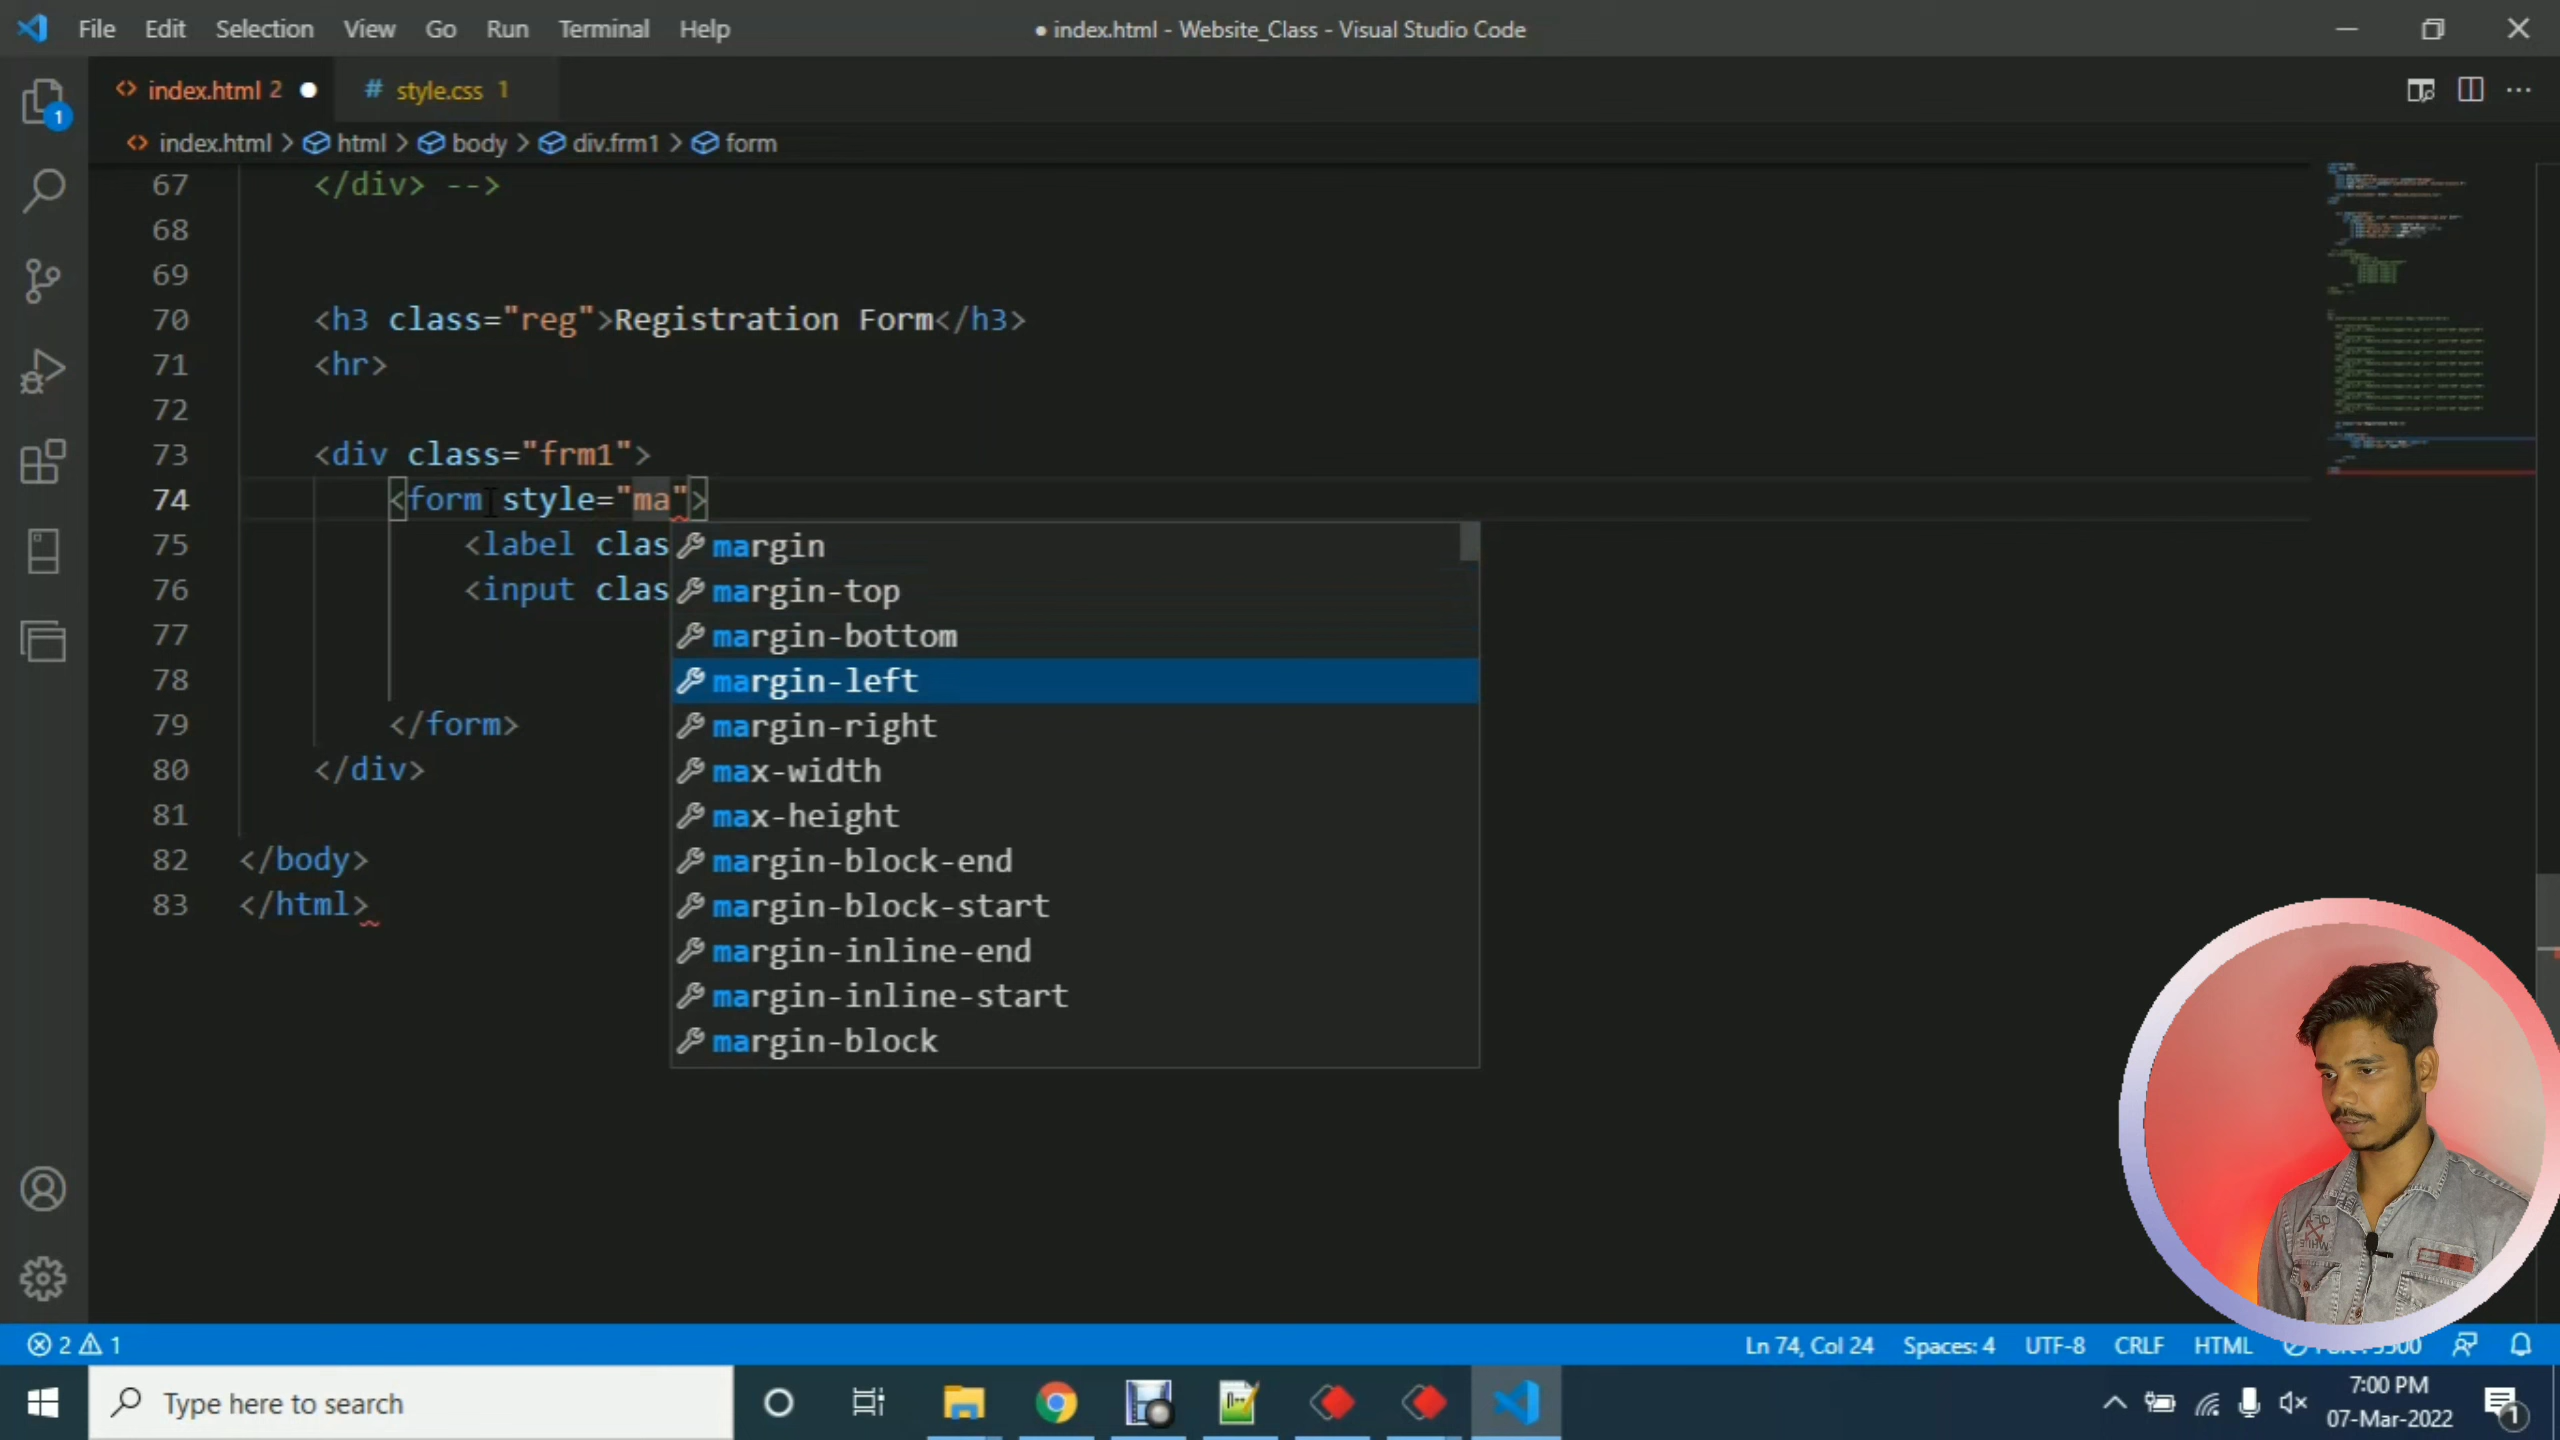 File Edit Selection View Go Run Terminal Help
● index.html - Website_Class - Visual Studio Code
index.html 2 ●
# style.css 1
index.html > html > body > div.frm1 > form
67 </div> -->
68
69
70 <h3 class="reg">Registration Form</h3>
71 <hr>
72
73 <div class="frm1">
74 <form style="ma">
75 <label clas
76 <input clas
77
78
79 </form>
80 </div>
81
82 </body>
83 </html>
margin
margin-top
margin-bottom
margin-left
margin-right
max-width
max-height
margin-block-end
margin-block-start
margin-inline-end
margin-inline-start
margin-block
1
2 1
Ln 74, Col 24 Spaces: 4 UTF-8 CRLF HTML
Type here to search
7:00 PM
07-Mar-2022
1